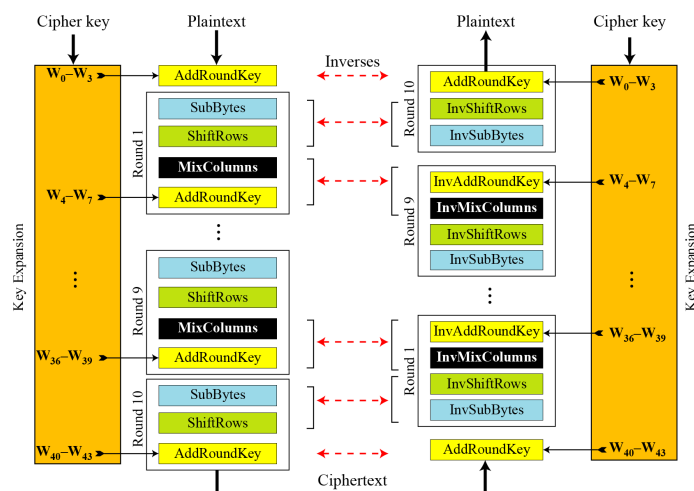 Cipher key
Plaintext
Plaintext
Cipher key
Key Expansion
W0–W3
AddRoundKey
Inverses
Round 1
SubBytes
ShiftRows
MixColumns
W4–W7
AddRoundKey
...
...
Round 9
SubBytes
ShiftRows
MixColumns
W36–W39
AddRoundKey
Round 10
SubBytes
ShiftRows
W40–W43
AddRoundKey
Round 10
AddRoundKey
W0–W3
InvShiftRows
InvSubBytes
Round 9
InvAddRoundKey
W4–W7
InvMixColumns
InvShiftRows
InvSubBytes
...
...
Round 1
InvAddRoundKey
W36–W39
InvMixColumns
InvShiftRows
InvSubBytes
AddRoundKey
W40–W43
Key Expansion
Ciphertext